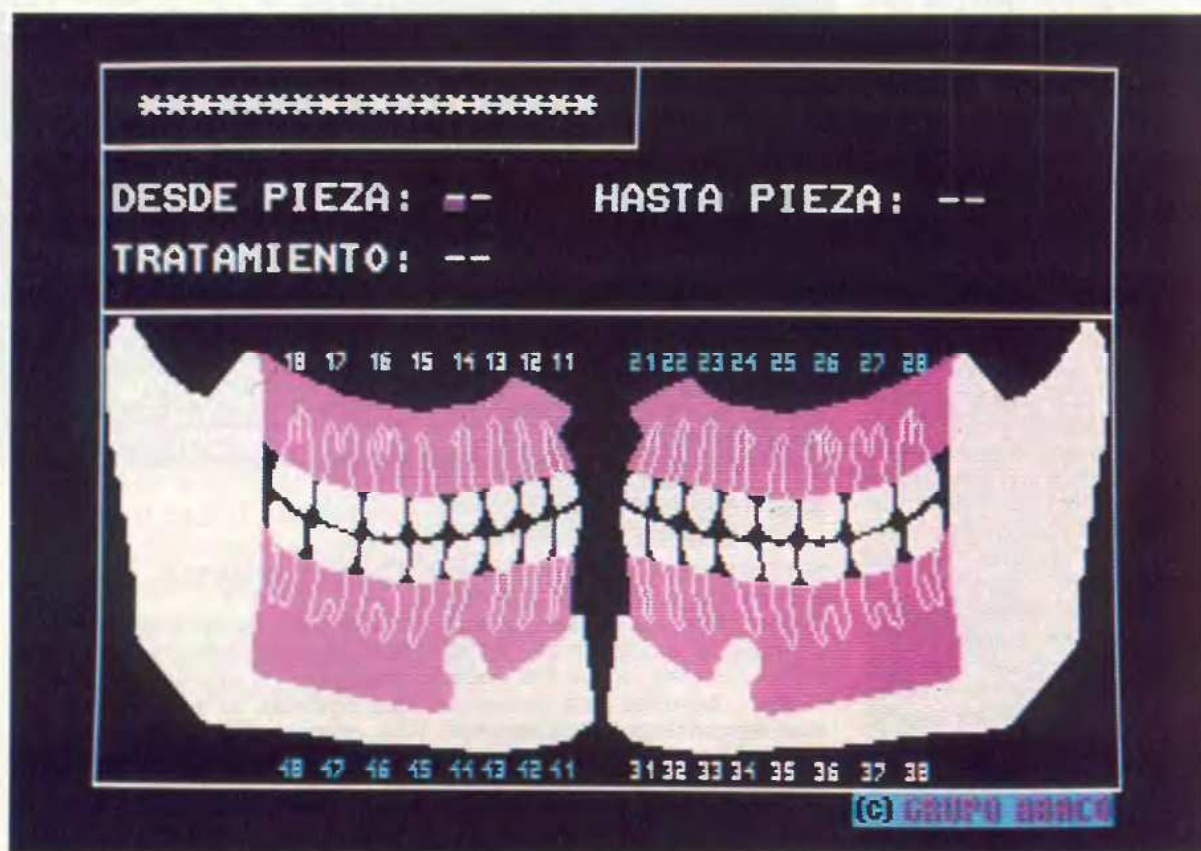 ******************
DESDE PIEZA: -- HASTA PIEZA: --
TRATAMIENTO: --
18 17 16 15 14 13 12 11 21 22 23 24 25 26 27 28
48 47 46 45 44 43 42 41 31 32 33 34 35 36 37 38
(C) GRUPO ABACO